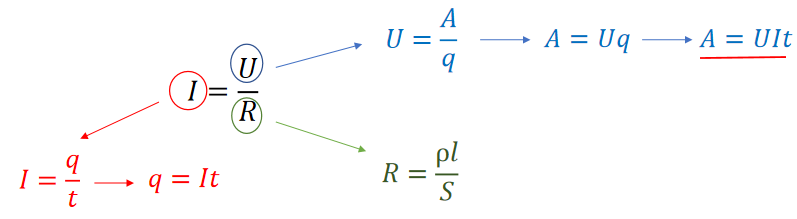 U = A/q → A = Uq → A = UIt
I = U/R
I = q/t → q = It
R = ρl/S